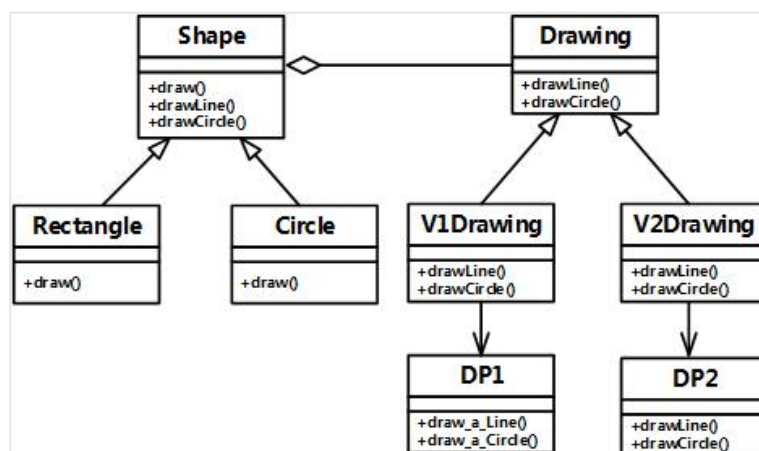 Shape
+draw()
+drawLine()
+drawCircle()
Drawing
+drawLine()
+drawCircle()
Rectangle
+draw()
Circle
+draw()
V1Drawing
+drawLine()
+drawCircle()
V2Drawing
+drawLine()
+drawCircle()
DP1
+draw_a_Line()
+draw_a_Circle()
DP2
+drawLine()
+drawCircle()